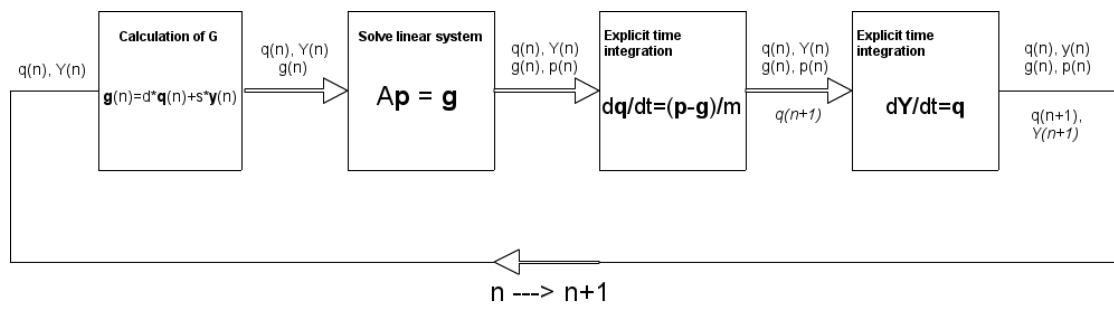 Calculation of G
q(n), Y(n)
g(n)=d*q(n)+s*y(n)
q(n), Y(n)
g(n)
Solve linear system
Ap = g
q(n), Y(n)
g(n), p(n)
Explicit time
integration
dq/dt=(p-g)/m
q(n), Y(n)
g(n), p(n)
q(n+1)
Explicit time
integration
dY/dt=q
q(n), y(n)
g(n), p(n)
q(n+1),
Y(n+1)
n ---> n+1